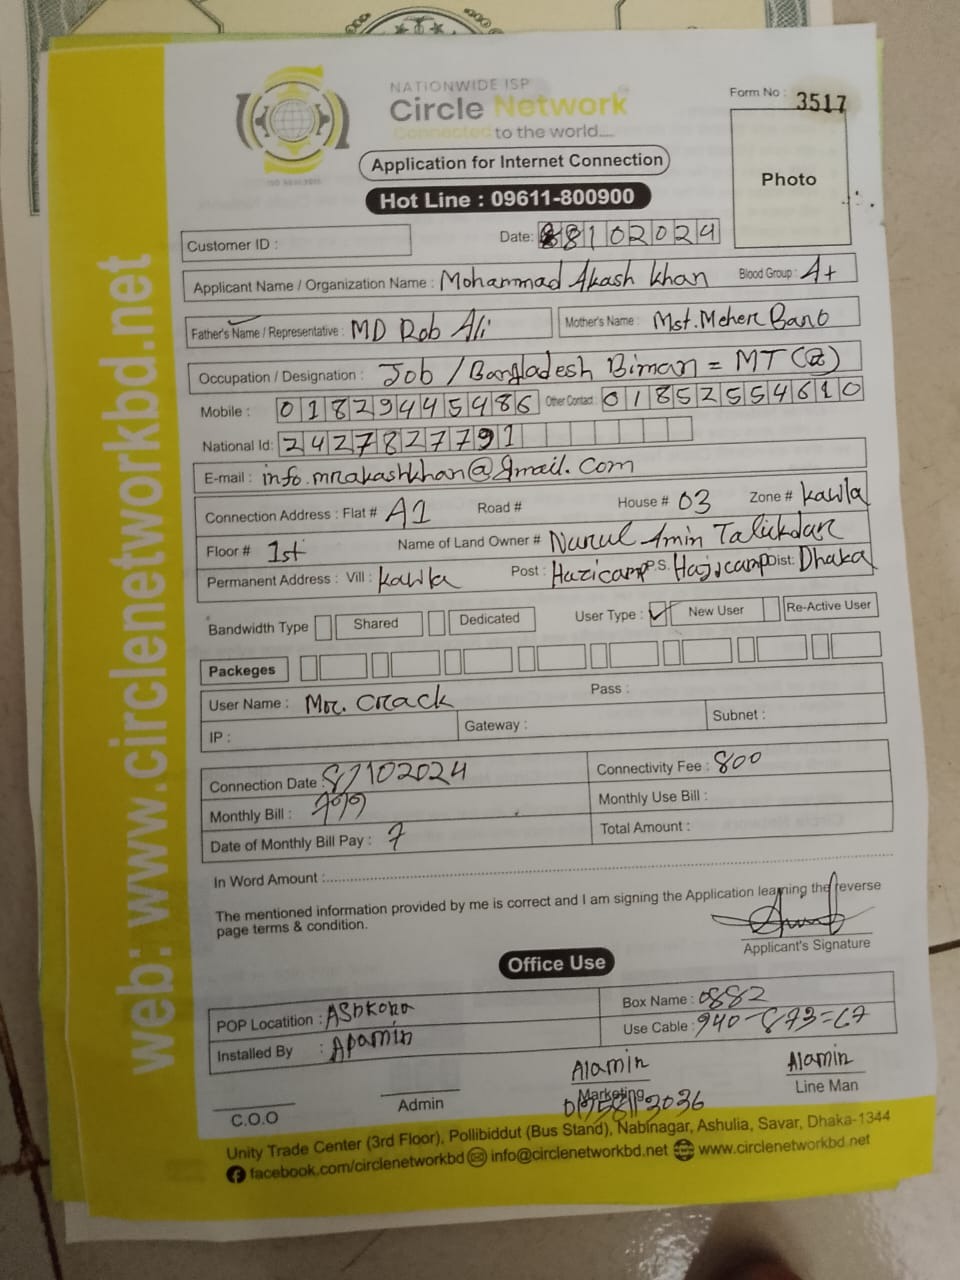 NATIONWIDE ISP
Circle Network
Connected to the world....
Form No : 3517
Application for Internet Connection
Photo
Hot Line : 09611-800900
Customer ID :
Date: 8102024
Applicant Name / Organization Name : Mohammad Akash Khan Blood Group : A+
Father's Name / Representative : MD Rob Ali Mother's Name : Mst. Meher Bano
Occupation / Designation : Job / Bangladesh Biman = MT
Mobile : 01829445486 Other Contact : 01852554610
National Id: 2427827791
E-mail : info.mrakashkhan@gmail.com
Connection Address : Flat # A1 Road # House # 03 Zone # Kawla
Floor # 1st Name of Land Owner # Nurul Amin Talukdar
Permanent Address : Vill : Kawla Post : Hazicamp P.S. Hajicamp Dist: Dhaka
Bandwidth Type Shared Dedicated User Type : New User Re-Active User
Packeges
User Name : Mr. Crack Pass :
IP : Gateway : Subnet :
Connection Date : Connectivity Fee : 800
Monthly Bill : Monthly Use Bill :
Date of Monthly Bill Pay : 7 Total Amount :
In Word Amount :
The mentioned information provided by me is correct and I am signing the Application learning the reverse
page terms & condition.
Applicant's Signature
Office Use
POP Locatition : Ashkona Box Name : 0882
Installed By : Use Cable : 940-873=67
Alamin Alamin
C.O.O Admin Marketing Line Man
Unity Trade Center (3rd Floor), Pollibiddut (Bus Stand), Nabinagar, Ashulia, Savar, Dhaka-1344
facebook.com/circlenetworkbd info@circlenetworkbd.net www.circlenetworkbd.net
web: www.circlenetworkbd.net